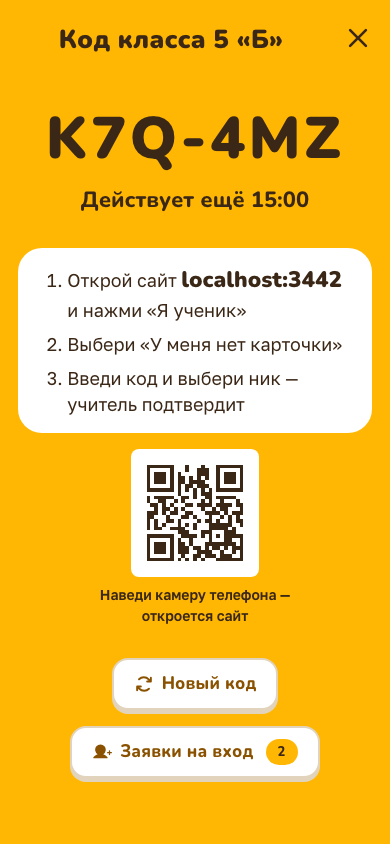 Код класса 5 «Б»
K7Q-4MZ
Действует ещё 15:00
1. Открой сайт localhost:3442
и нажми «Я ученик»
2. Выбери «У меня нет карточки»
3. Введи код и выбери ник —
учитель подтвердит
Наведи камеру телефона —
откроется сайт
Новый код
Заявки на вход 2